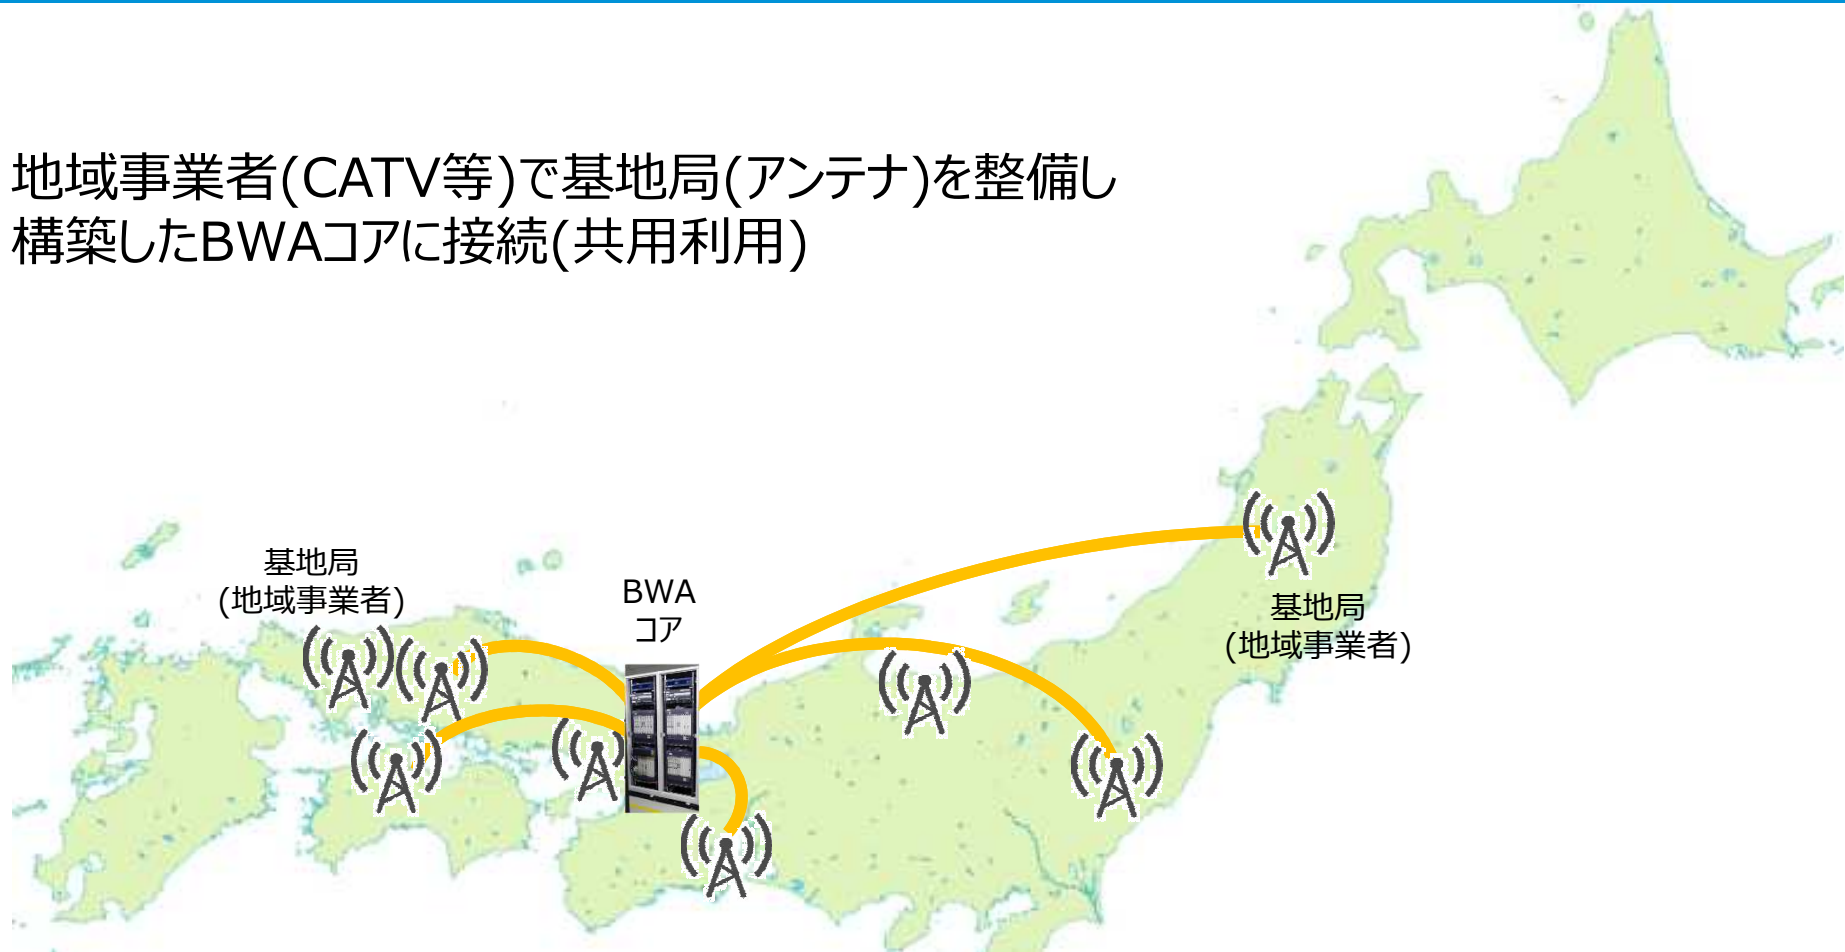 地域事業者(CATV等)で基地局(アンテナ)を整備し
構築したBWAコアに接続(共用利用)
基地局
(地域事業者)
BWA
コア
基地局
(地域事業者)